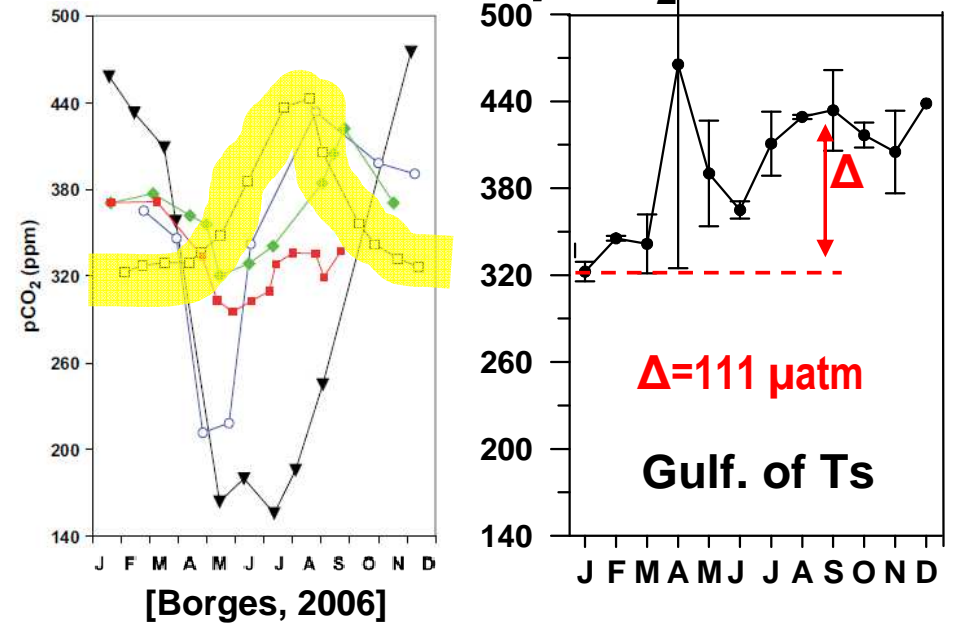 500
440
380
320
260
200
140
pCO₂ (ppm)
J F M A M J J A S O N D
[Borges, 2006]
500
440
380
320
260
200
140
Δ
Δ=111 µatm
Gulf. of Ts
J F M A M J J A S O N D